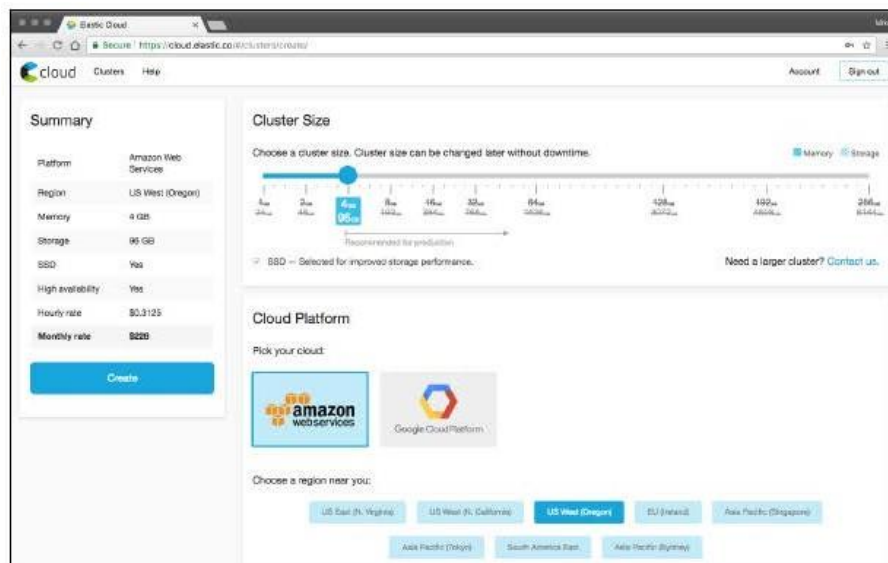 Elastic Cloud
Secure https://cloud.elastic.co/#/clusters/create/
cloud Clusters Help Account Sign out
Summary
Platform Amazon Web Services
Region US West (Oregon)
Memory 4 GB
Storage 96 GB
SSD Yes
High availability Yes
Hourly rate $0.3125
Monthly rate
Create
Cluster Size
Choose a cluster size. Cluster size can be changed later without downtime.
Memory Storage
4GB
96GB
Recommended for production
SSD — Selected for improved storage performance.
Need a larger cluster? Contact us.
Cloud Platform
Pick your cloud:
amazon
webservices
Google Cloud Platform
Choose a region near you:
US East (N. Virginia) US West (N. California) US West (Oregon) EU (Ireland) Asia Pacific (Singapore)
Asia Pacific (Tokyo) South America East Asia Pacific (Sydney)